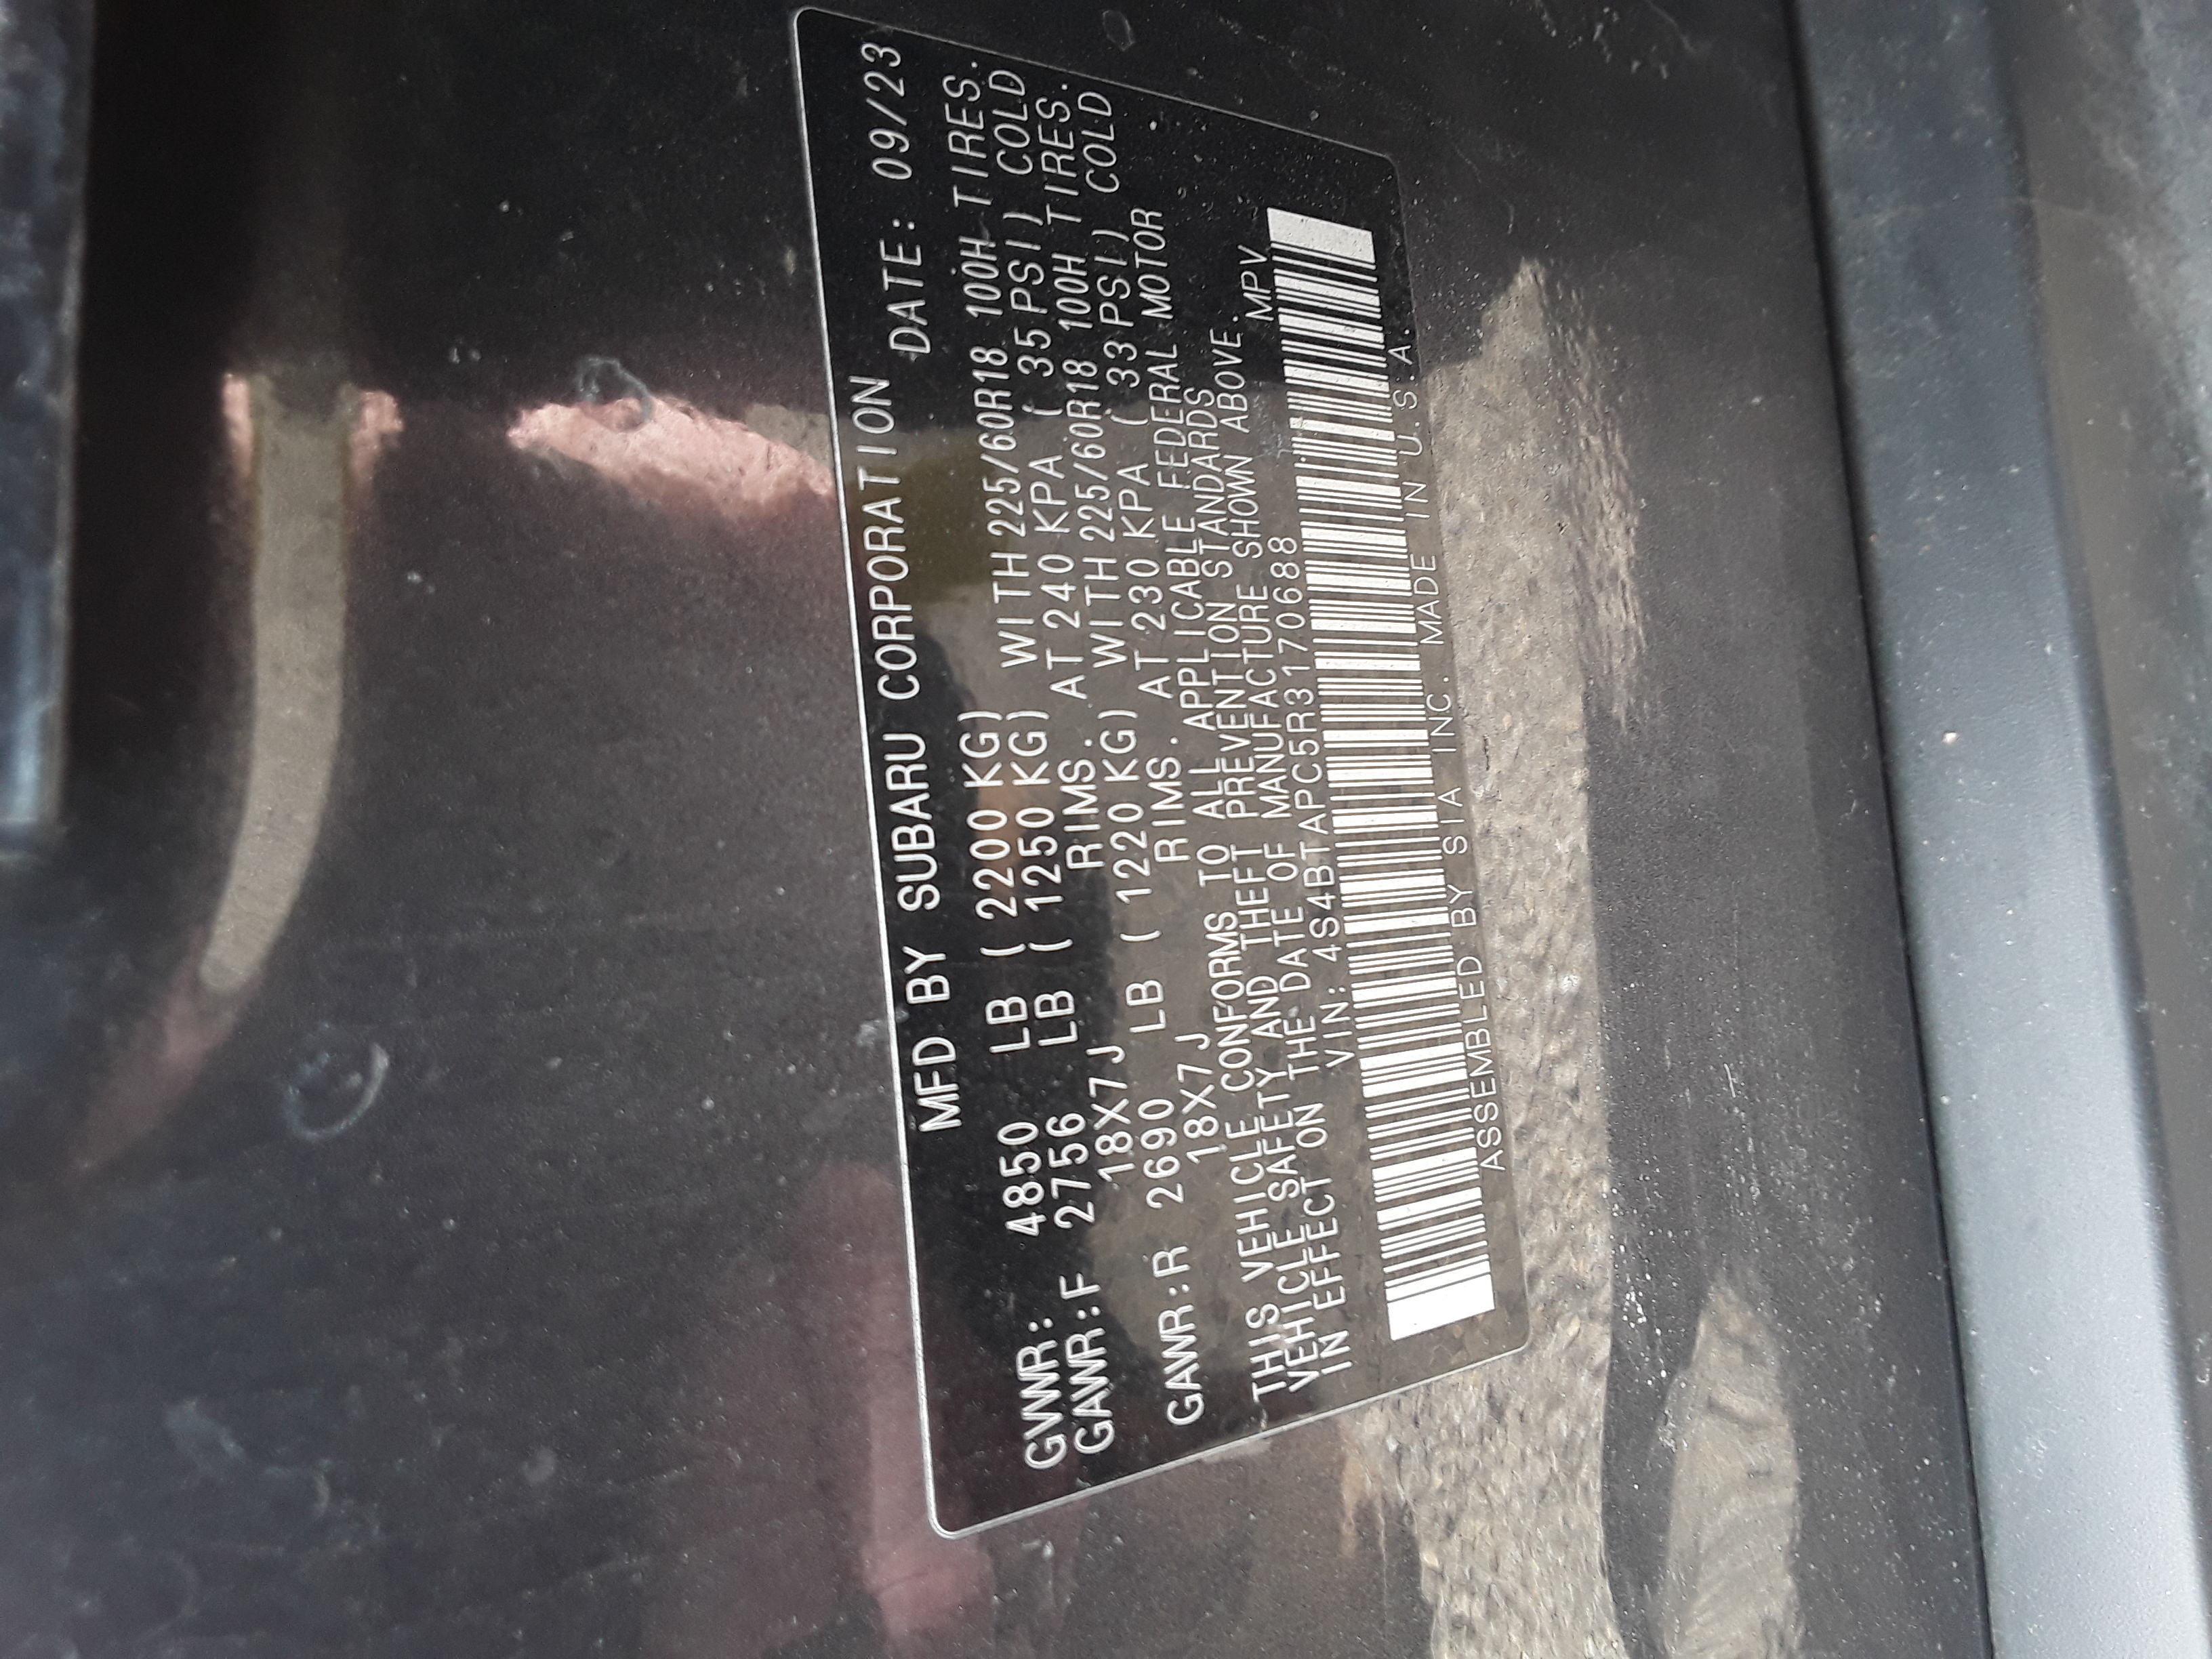 MFD BY SUBARU CORPORATION DATE: 09/23
GVWR: 4850 LB ( 2200 KG)
GAWR:F 2756 LB ( 1250 KG) WITH 225/60R18 100H TIRES.
18X7J RIMS. AT 240 KPA ( 35 PSI) COLD
GAWR:R 2690 LB ( 1220 KG) WITH 225/60R18 100H TIRES.
18X7J RIMS. AT 230 KPA ( 33 PSI) COLD
THIS VEHICLE CONFORMS TO ALL APPLICABLE FEDERAL MOTOR
VEHICLE SAFETY AND THEFT PREVENTION STANDARDS
IN EFFECT ON THE DATE OF MANUFACTURE SHOWN ABOVE.
VIN: 4S4BTAPC5R3170688 MPV
ASSEMBLED BY SIA INC. MADE IN U.S.A.